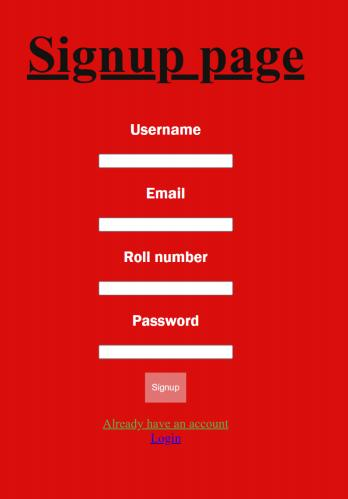 Signup page
Username
Email
Roll number
Password
Signup
Already have an account
Login